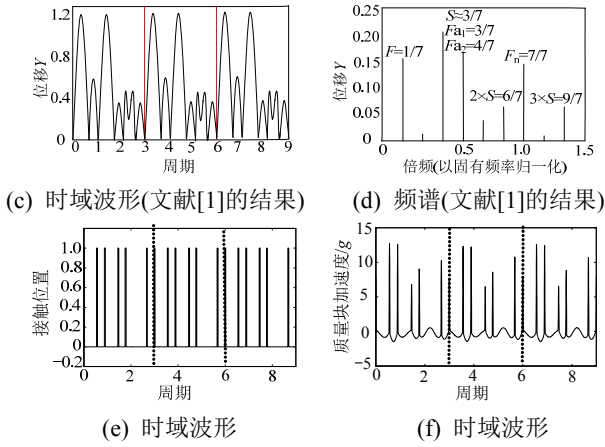 1.2
0.8
0.4
0
位移Y
0 1 2 3 4 5 6 7 8 9
周期
(c) 时域波形(文献[1]的结果)
0.25
0.20
0.15
0.10
0.05
0
位移Y
F=1/7
S≈3/7
Fa₁=3/7
Fa₂=4/7
Fₙ=7/7
2×S=6/7
3×S=9/7
0 0.5 1.0 1.5
倍频(以固有频率归一化)
(d) 频谱(文献[1]的结果)
1.0
0.8
0.6
0.4
0.2
0
−0.2
接触位置
0 2 4 6 8
周期
(e) 时域波形
15
10
5
0
−5
质量块加速度/g
0 2 4 6 8
周期
(f) 时域波形